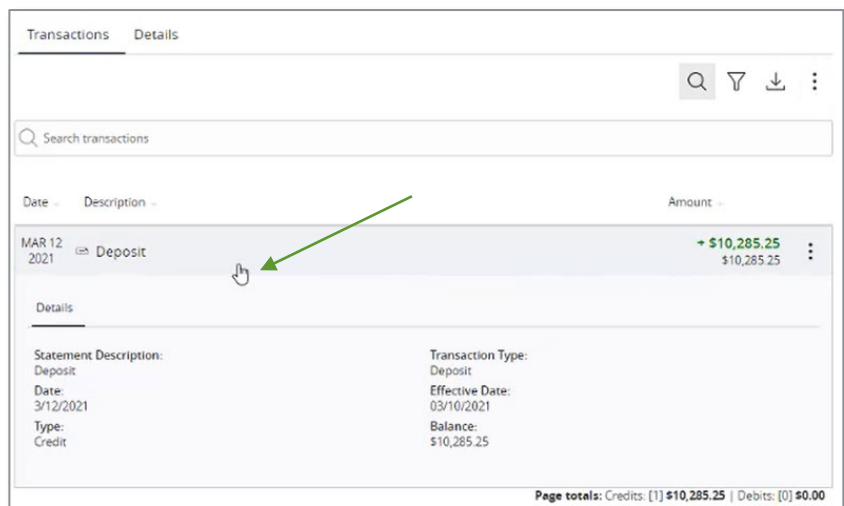 Transactions Details
Search transactions
Date Description Amount
MAR 12 2021 Deposit + $10,285.25
$10,285.25
Details
Statement Description: Transaction Type:
Deposit Deposit
Date: Effective Date:
3/12/2021 03/10/2021
Type: Balance:
Credit $10,285.25
Page totals: Credits: [1] $10,285.25 | Debits: [0] $0.00